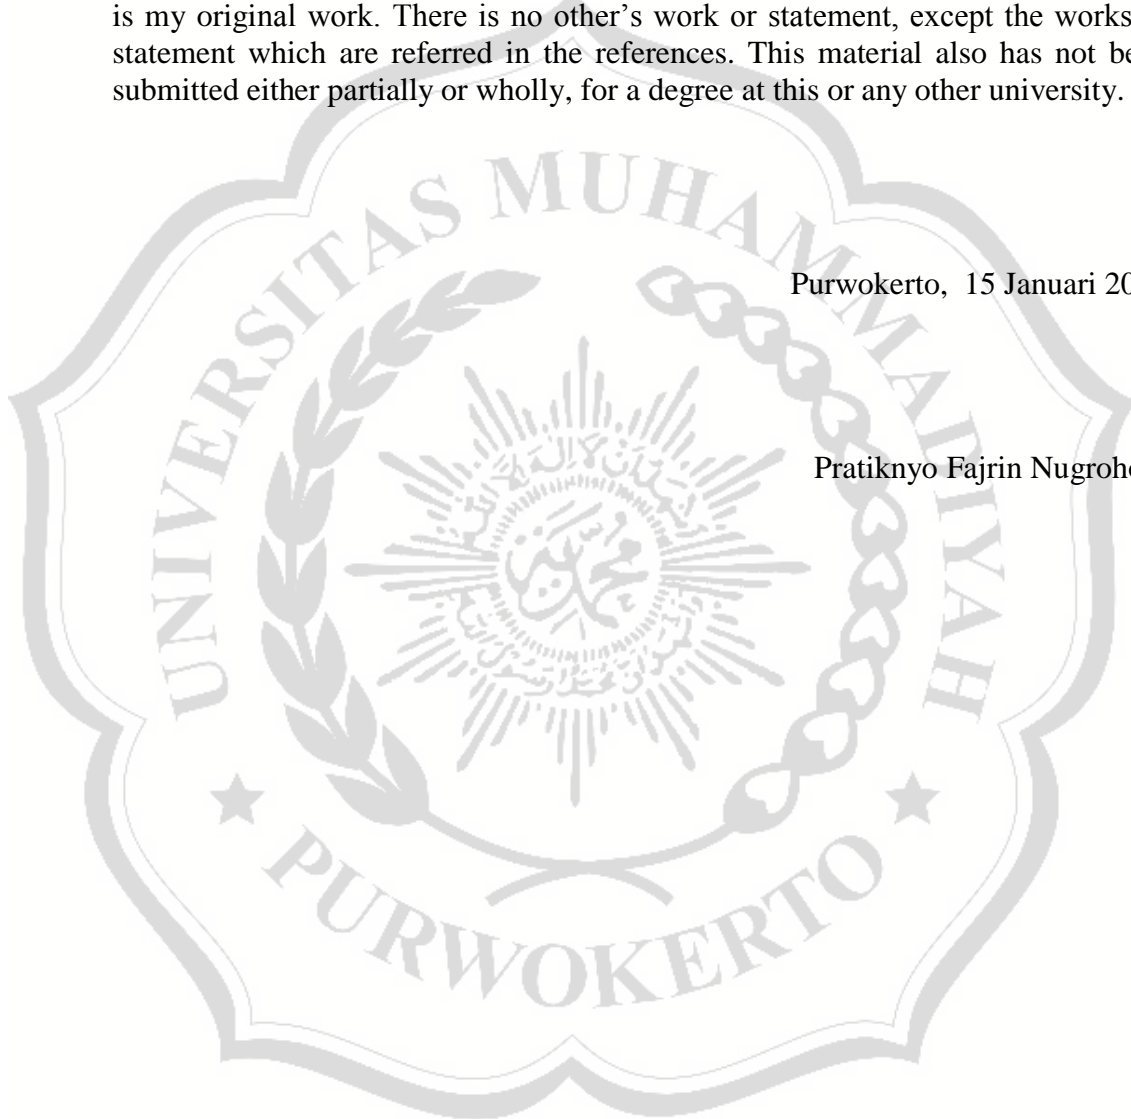 is my original work. There is no other’s work or statement, except the works
statement which are referred in the references. This material also has not be
submitted either partially or wholly, for a degree at this or any other university.
Purwokerto,  15 Januari 20
Pratiknyo Fajrin Nugroho
UNIVERSITAS MUHAMMADIYAH
PURWOKERTO